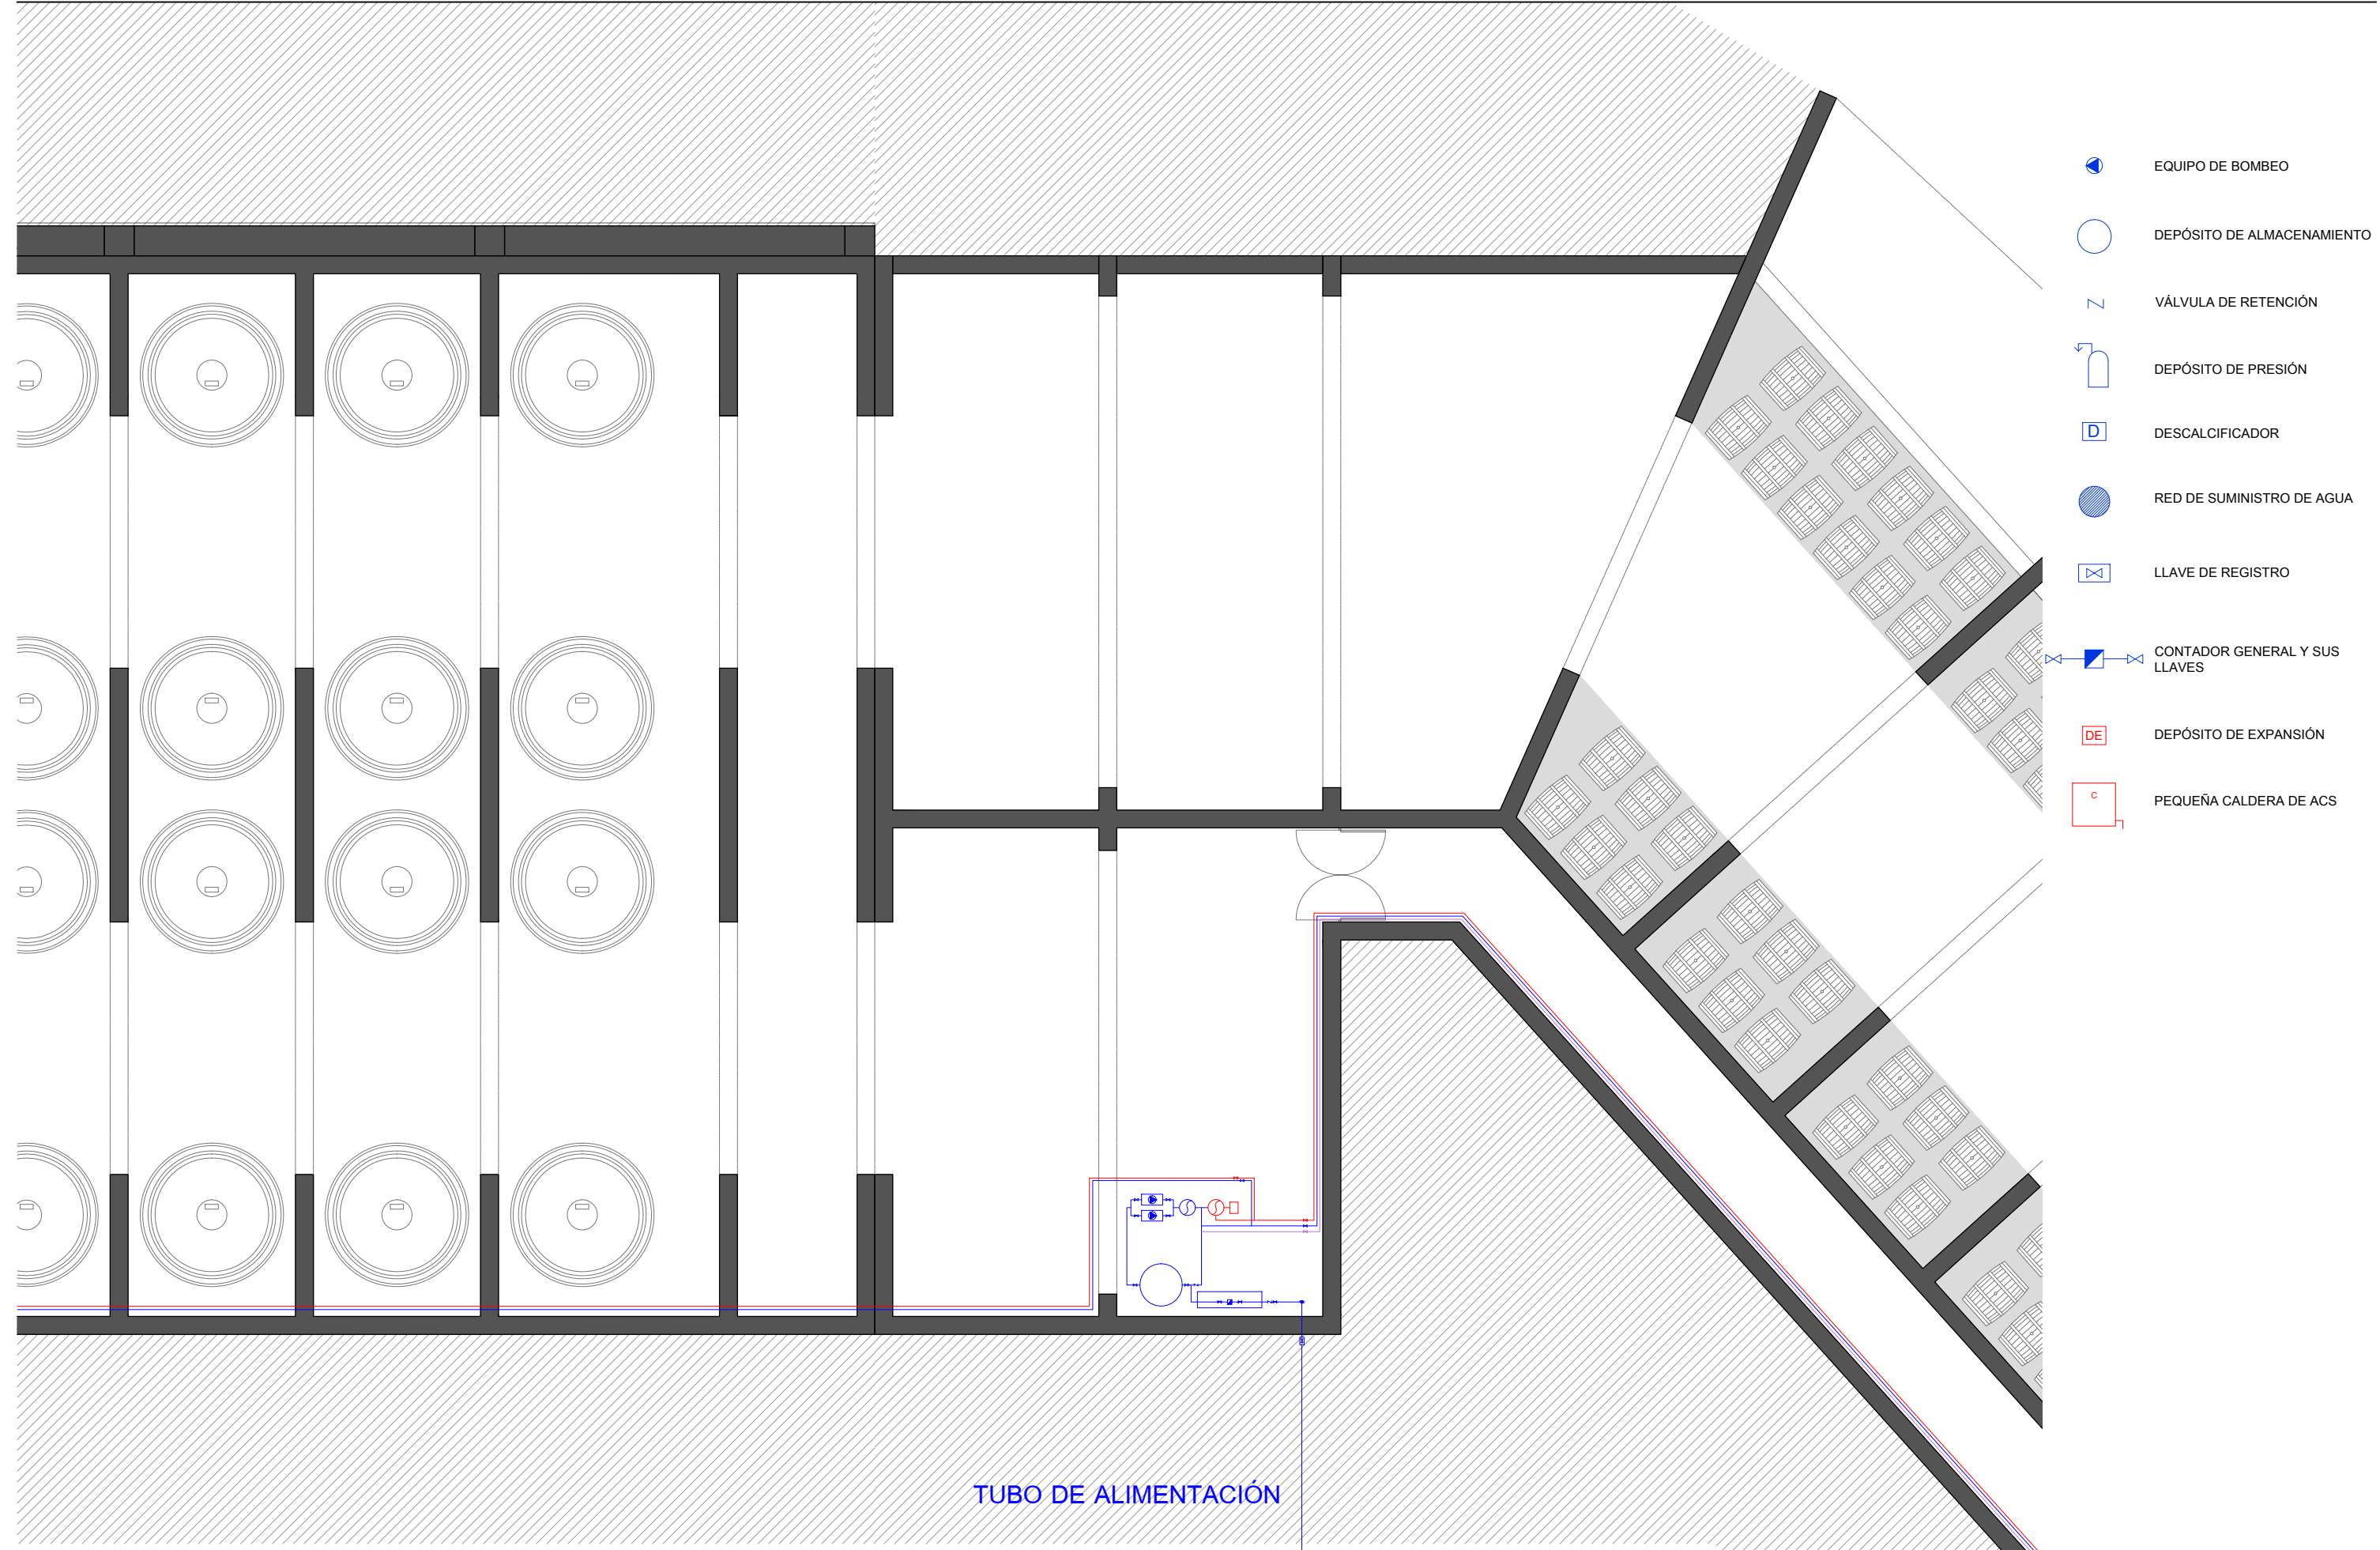 EQUIPO DE BOMBEO
DEPÓSITO DE ALMACENAMIENTO
VÁLVULA DE RETENCIÓN
DEPÓSITO DE PRESIÓN
D
DESCALCIFICADOR
RED DE SUMINISTRO DE AGUA
LLAVE DE REGISTRO
CONTADOR GENERAL Y SUS
LLAVES
DE
DEPÓSITO DE EXPANSIÓN
C
PEQUEÑA CALDERA DE ACS
TUBO DE ALIMENTACIÓN